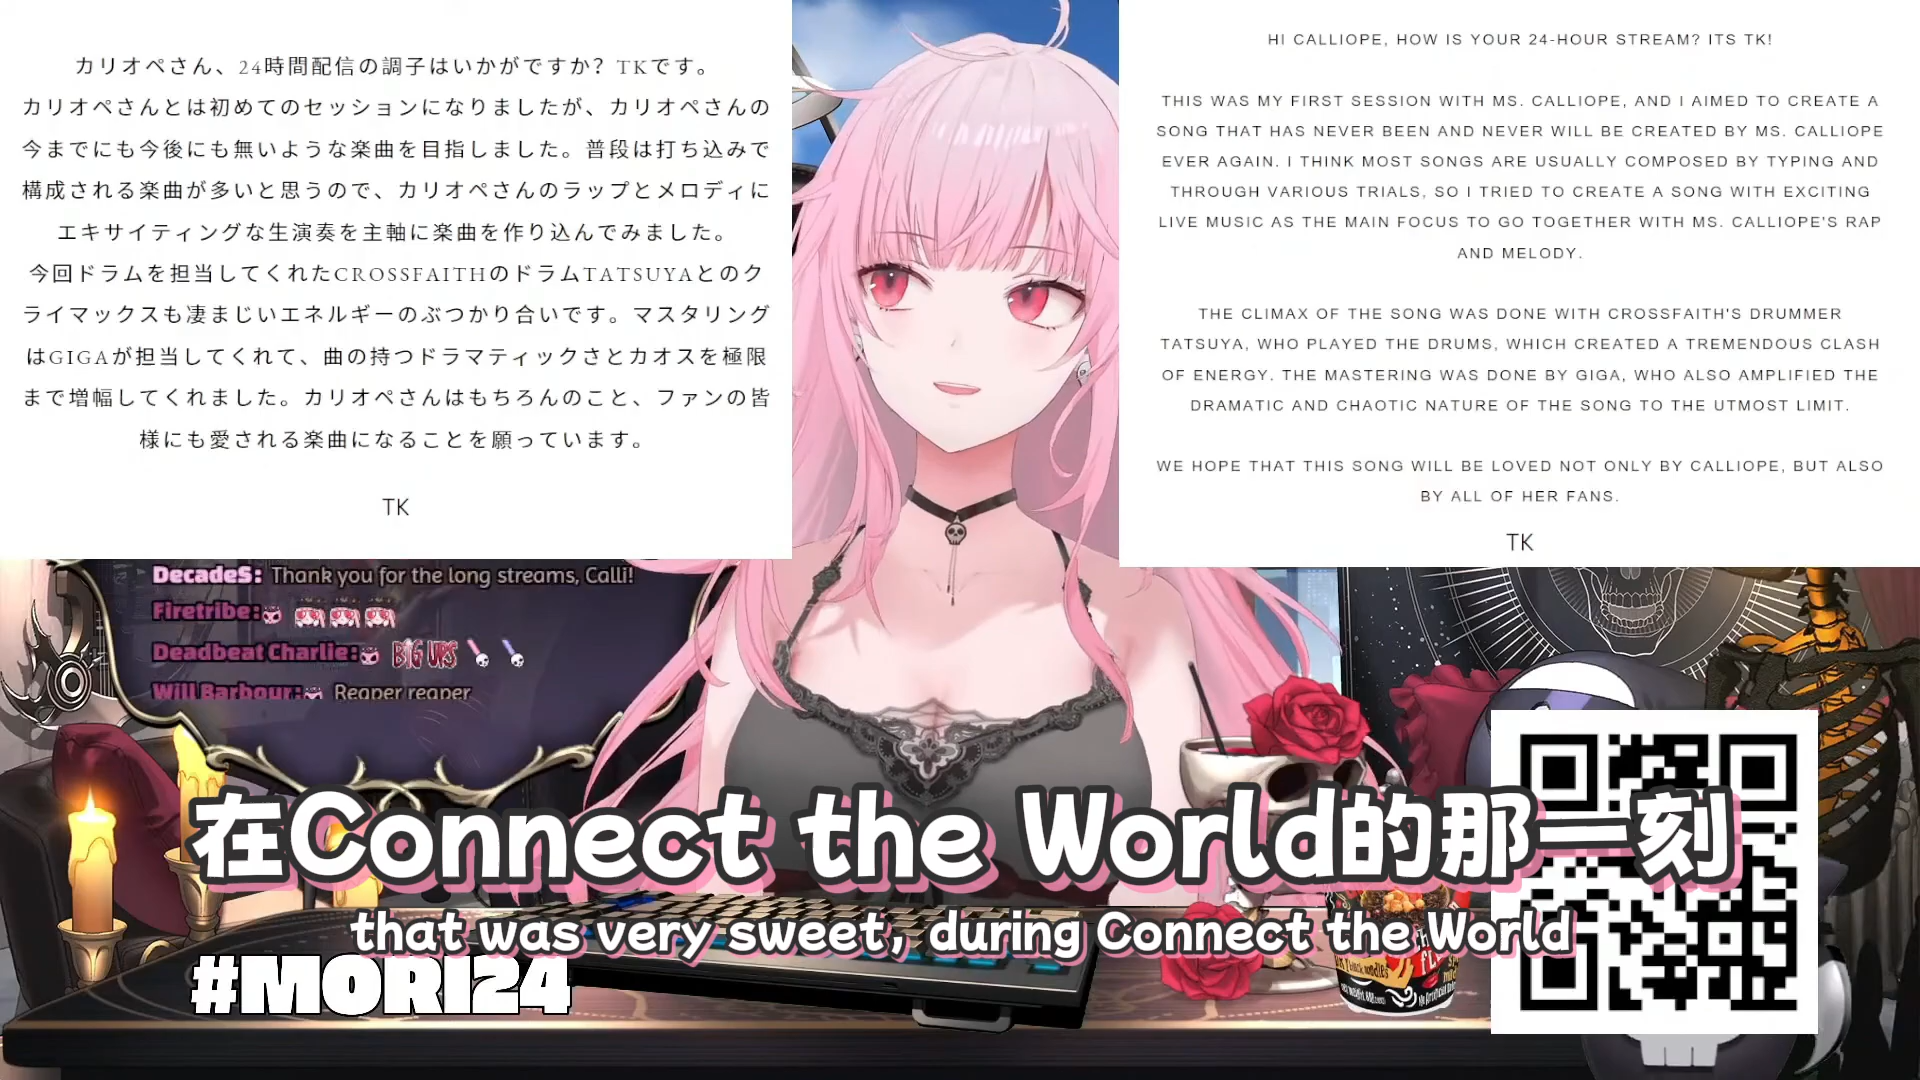 カリオペさん、24時間配信の調子はいかがですか？TKです。
カリオペさんとは初めてのセッションになりましたが、カリオペさんの
今までにも今後にも無いような楽曲を目指しました。普段は打ち込みで
構成される楽曲が多いと思うので、カリオペさんのラップとメロディに
エキサイティングな生演奏を主軸に楽曲を作り込んでみました。
今回ドラムを担当してくれたCROSSFAITHのドラムTATSUYAとのク
ライマックスも凄まじいエネルギーのぶつかり合いです。マスタリング
はGIGAが担当してくれて、曲の持つドラマティックさとカオスを極限
まで増幅してくれました。カリオペさんはもちろんのこと、ファンの皆
様にも愛される楽曲になることを願っています。
TK
HI CALLIOPE, HOW IS YOUR 24-HOUR STREAM? ITS TK!
THIS WAS MY FIRST SESSION WITH MS. CALLIOPE, AND I AIMED TO CREATE A
SONG THAT HAS NEVER BEEN AND NEVER WILL BE CREATED BY MS. CALLIOPE
EVER AGAIN. I THINK MOST SONGS ARE USUALLY COMPOSED BY TYPING AND
THROUGH VARIOUS TRIALS, SO I TRIED TO CREATE A SONG WITH EXCITING
LIVE MUSIC AS THE MAIN FOCUS TO GO TOGETHER WITH MS. CALLIOPE'S RAP
AND MELODY.
THE CLIMAX OF THE SONG WAS DONE WITH CROSSFAITH'S DRUMMER
TATSUYA, WHO PLAYED THE DRUMS, WHICH CREATED A TREMENDOUS CLASH
OF ENERGY. THE MASTERING WAS DONE BY GIGA, WHO ALSO AMPLIFIED THE
DRAMATIC AND CHAOTIC NATURE OF THE SONG TO THE UTMOST LIMIT.
WE HOPE THAT THIS SONG WILL BE LOVED NOT ONLY BY CALLIOPE, BUT ALSO
BY ALL OF HER FANS.
TK
DecadeS: Thank you for the long streams, Calli!
Firetribe:
Deadbeat Charlie: BIG UPS
Will Barbour: Reaper reaper
在Connect the World的那一刻
that was very sweet, during Connect the World
#MORI24